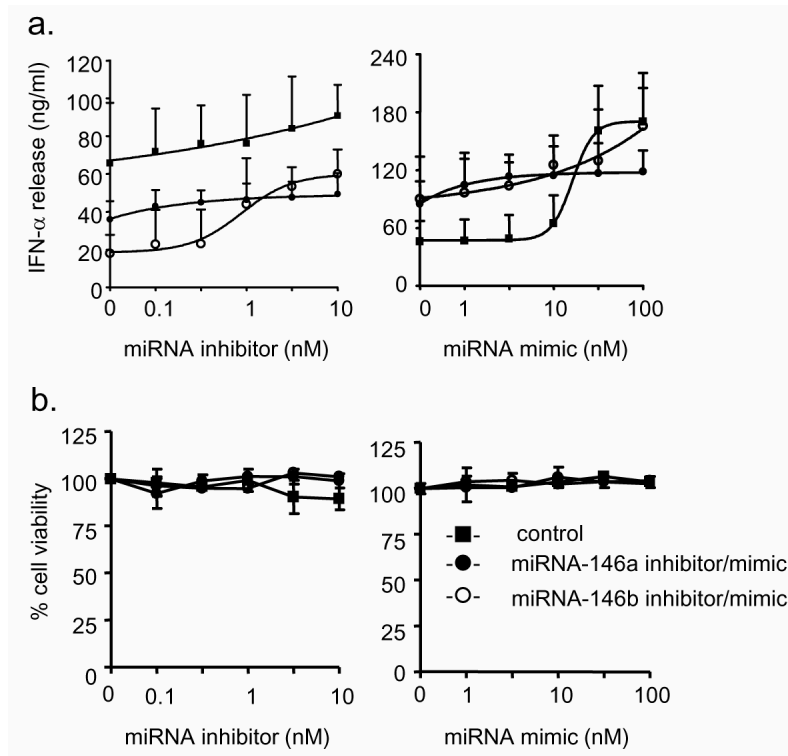 a.
IFN-α release (ng/ml)
120
100
80
60
40
20
0
0 0.1 1 10
miRNA inhibitor (nM)
240
180
120
60
0
0 1 10 100
miRNA mimic (nM)
b.
% cell viability
125
100
75
50
25
0
0 0.1 1 10
miRNA inhibitor (nM)
125
100
75
50
25
0
0 1 10 100
miRNA mimic (nM)
control
miRNA-146a inhibitor/mimic
miRNA-146b inhibitor/mimic